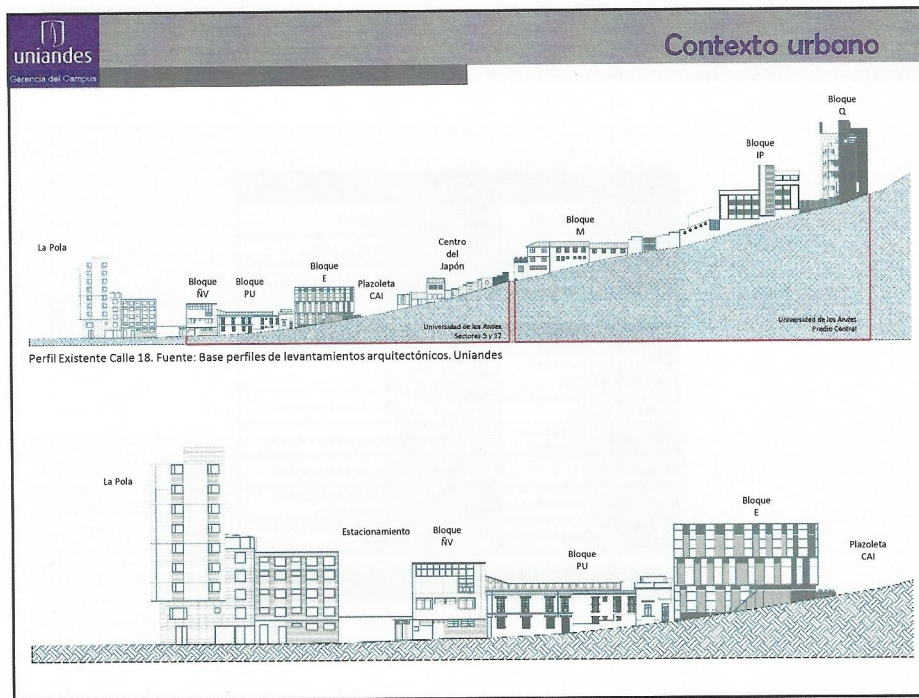 uniandes
Gerencia del Campus
Contexto urbano
Bloque
Q
Bloque
IP
Bloque
M
Centro
del
Japón
La Pola
Bloque
ÑV
Bloque
PU
Bloque
E
Plazoleta
CAI
Universidad de los Andes
Sectores 5 y 17
Universidad de los Andes
Predio Central
Perfil Existente Calle 18. Fuente: Base perfiles de levantamientos arquitectónicos. Uniandes
La Pola
Estacionamiento
Bloque
ÑV
Bloque
PU
Bloque
E
Plazoleta
CAI